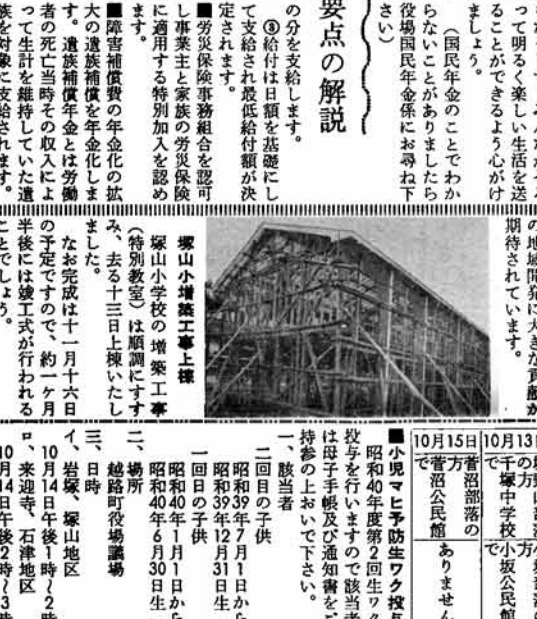 って明るく楽しい生活を送
ることができるよう心がけ
ましょう。
(国民年金のことでわか
らないことがありましたら
役場国民年金係にお尋ね下
さい)
要点の解説
の分を支給します。
③給付は日額を基礎にし
て支給され最低給付額が決
定されます。
■労災保険事務組合を認可
し事業主と家族の労災保険
に適用する特別加入を認め
ます。
■障害補償費の年金化の拡
大の遺族補償を年金化しま
す。遺族補償年金とは労働
者の死亡当時その収入によ
って生計を維持していた遺
族を対象に支給されます。
の地域開発に大きな貢献が
期待されています。
塚山小増築工事上棟
塚山小学校の増築工事
(特別教室)は順調にすす
み、去る十三日上棟いたし
ました。
なお完成は十一月十六日
の予定ですので、約一ヶ月
半後には竣工式が行われる
ことでしょう。
10月13日
の方
で千塚中学校
方
で小坂公民館
10月15日
菅沼部落の
方
で菅沼公民館
ありません
■小児マヒ予防生ワク投与
昭和40年度第2回生ワク
投与を行いますので該当者
は母子手帳及び通知書をご
持参の上おいで下さい。
一、該当者
二回目の子供
昭和39年7月1日から
昭和39年12月31日生
一回目の子供
昭和40年1月1日から
昭和40年6月30日生
二、場所
越路町役場議場
三、日時
イ、岩塚、塚山地区
10月14日午後1時~2時
ロ、来迎寺、石津地区
10月14日午後2時~3時